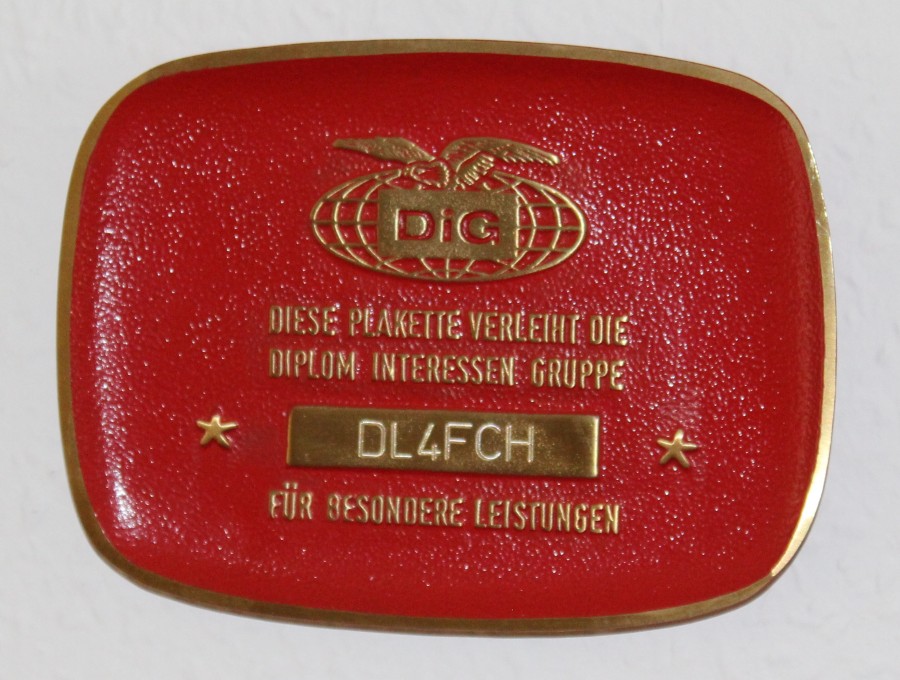 DiG
DIESE PLAKETTE VERLEIHT DIE
DIPLOM INTERESSEN GRUPPE
DL4FCH
FÜR BESONDERE LEISTUNGEN